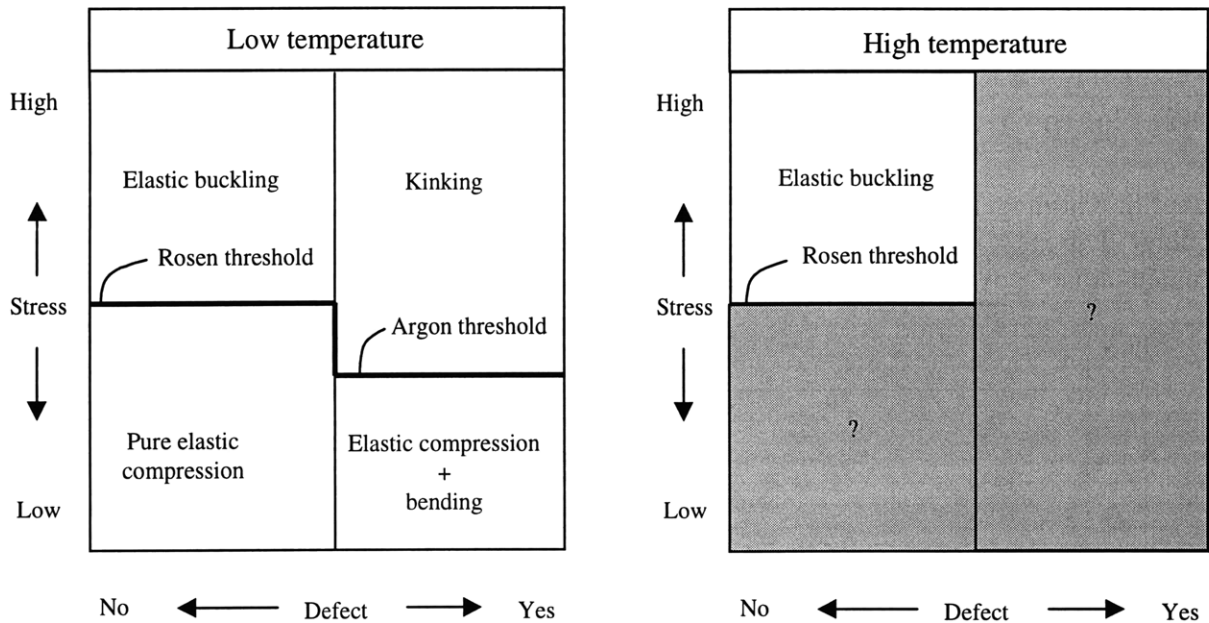 Low temperature
High
Elastic buckling
Kinking
Rosen threshold
Stress
Argon threshold
Pure elastic
compression
Elastic compression
+
bending
Low
No
Defect
Yes
High temperature
High
Elastic buckling
Rosen threshold
Stress
?
?
Low
No
Defect
Yes